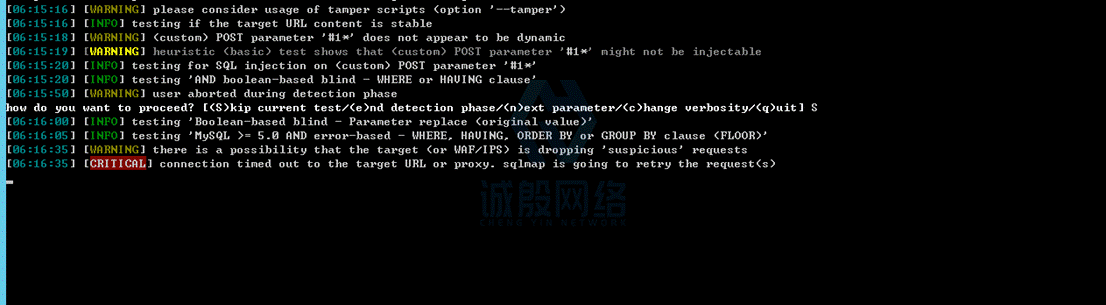 [06:15:16] [WARNING] please consider usage of tamper scripts (option '--tamper')
[06:15:16] [INFO] testing if the target URL content is stable
[06:15:18] [WARNING] (custom) POST parameter '#1*' does not appear to be dynamic
[06:15:19] [WARNING] heuristic (basic) test shows that (custom) POST parameter '#1*' might not be injectable
[06:15:20] [INFO] testing for SQL injection on (custom) POST parameter '#1*'
[06:15:20] [INFO] testing 'AND boolean-based blind - WHERE or HAVING clause'
[06:15:50] [WARNING] user aborted during detection phase
how do you want to proceed? [(S)kip current test/(e)nd detection phase/(n)ext parameter/(c)hange verbosity/(q)uit] S
[06:16:00] [INFO] testing 'Boolean-based blind - Parameter replace (original value)'
[06:16:05] [INFO] testing 'MySQL >= 5.0 AND error-based - WHERE, HAVING, ORDER BY or GROUP BY clause (FLOOR)'
[06:16:35] [WARNING] there is a possibility that the target (or WAF/IPS) is dropping 'suspicious' requests
[06:16:35] [CRITICAL] connection timed out to the target URL or proxy. sqlmap is going to retry the request(s)
诚殷网络
CHENG YIN NETWORK